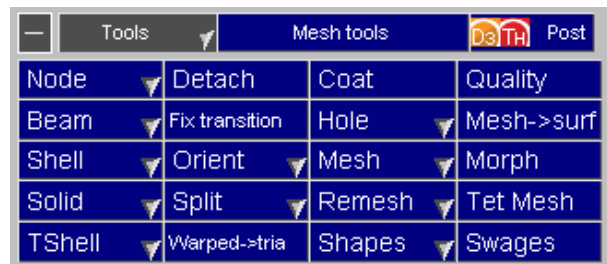 Tools Mesh tools D3 TH Post
Node Detach Coat Quality
Beam Fix transition Hole Mesh->surf
Shell Orient Mesh Morph
Solid Split Remesh Tet Mesh
TShell Warped->tria Shapes Swages